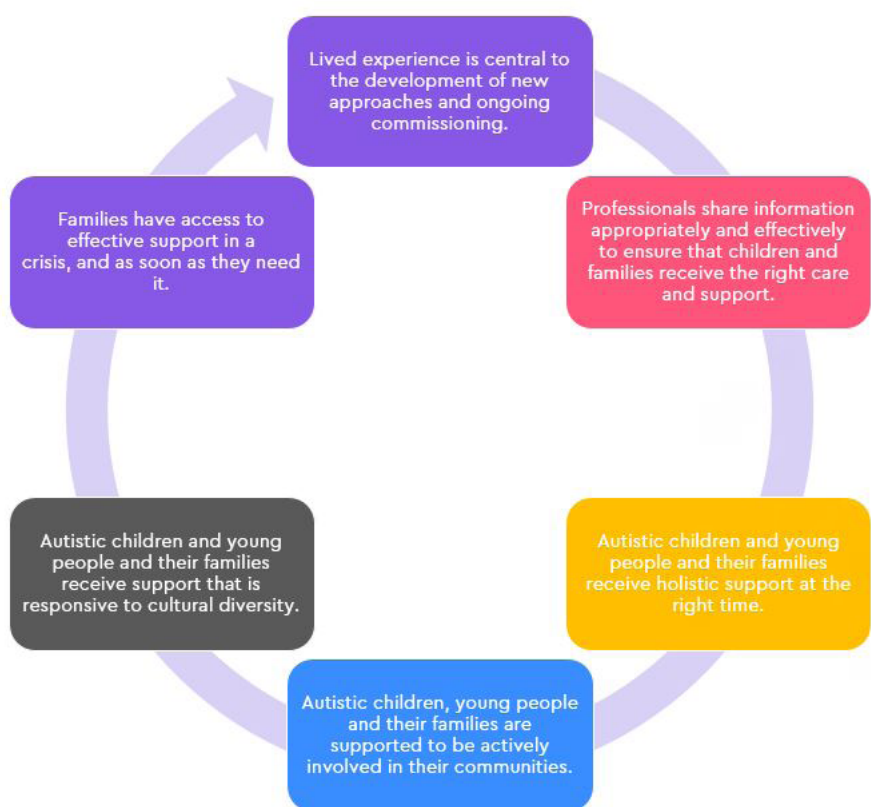 Lived experience is central to
the development of new
approaches and ongoing
commissioning.
Professionals share information
appropriately and effectively
to ensure that children and
families receive the right care
and support.
Autistic children and young
people and their families
receive holistic support at the
right time.
Autistic children, young people
and their families are
supported to be actively
involved in their communities.
Autistic children and young
people and their families
receive support that is
responsive to cultural diversity.
Families have access to
effective support in a
crisis, and as soon as they need
it.